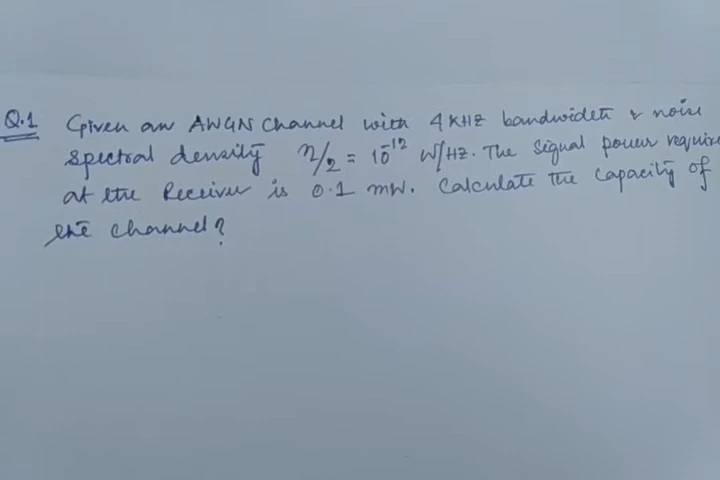 Q.1 Given an AWGN channel with 4 KHZ bandwidth & noise
spectral density η/2 = 10⁻¹² W/HZ. The signal power require
at the Receiver is 0.1 mW. Calculate the capacity of
the channel?